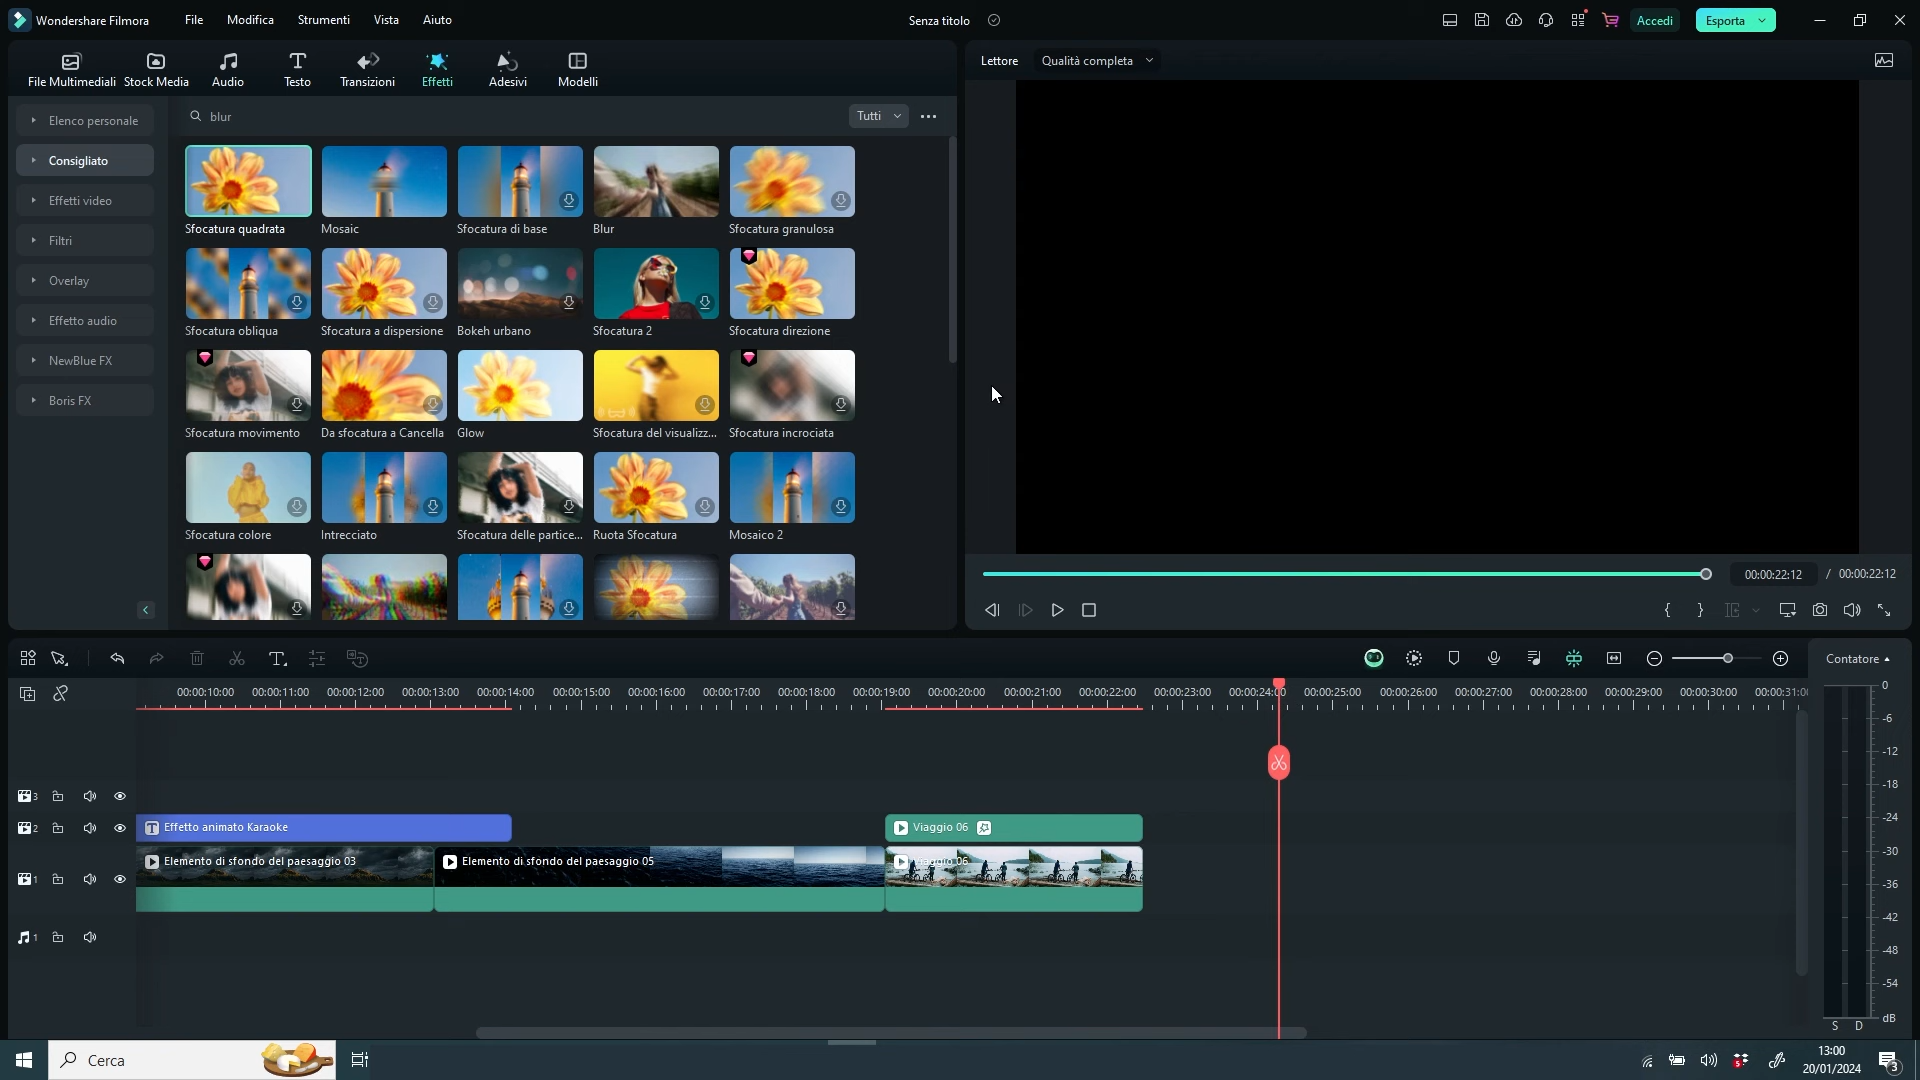 Wondershare Filmora
File
Modifica
Strumenti
Vista
Aiuto
Senza titolo
Accedi
Esporta
File Multimediali
Stock Media
Audio
Testo
Transizioni
Effetti
Adesivi
Modelli
Lettore
Qualità completa
Elenco personale
Consigliato
Effetti video
Filtri
Overlay
Effetto audio
NewBlue FX
Boris FX
blur
Tutti
Sfocatura quadrata
Mosaic
Sfocatura di base
Blur
Sfocatura granulosa
Sfocatura obliqua
Sfocatura a dispersione
Bokeh urbano
Sfocatura 2
Sfocatura direzione
Sfocatura movimento
Da sfocatura a Cancella
Glow
Sfocatura del visualizz...
Sfocatura incrociata
Sfocatura colore
Intrecciato
Sfocatura delle partice...
Ruota Sfocatura
Mosaico 2
00:00:22:12 / 00:00:22:12
Contatore
00:00:10:00 00:00:11:00 00:00:12:00 00:00:13:00 00:00:14:00 00:00:15:00 00:00:16:00 00:00:17:00 00:00:18:00 00:00:19:00 00:00:20:00 00:00:21:00 00:00:22:00 00:00:23:00 00:00:24:00 00:00:25:00 00:00:26:00 00:00:27:00 00:00:28:00 00:00:29:00 00:00:30:00 00:00:31:00
3
2
Effetto animato Karaoke
Viaggio 06
1
Elemento di sfondo del paesaggio 03
Elemento di sfondo del paesaggio 05
Viaggio 06
1
0
-6
-12
-18
-24
-30
-36
-42
-48
-54
dB
S D
Cerca
13:00
20/01/2024
3